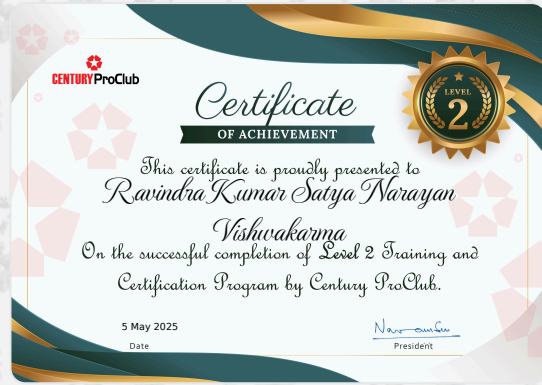 CENTURY ProClub
Certificate
OF ACHIEVEMENT
LEVEL
2
This certificate is proudly presented to
Ravindra Kumar Satya Narayan
Vishwakarma
On the successful completion of Level 2 Training and
Certification Program by Century ProClub.
5 May 2025
Date
President